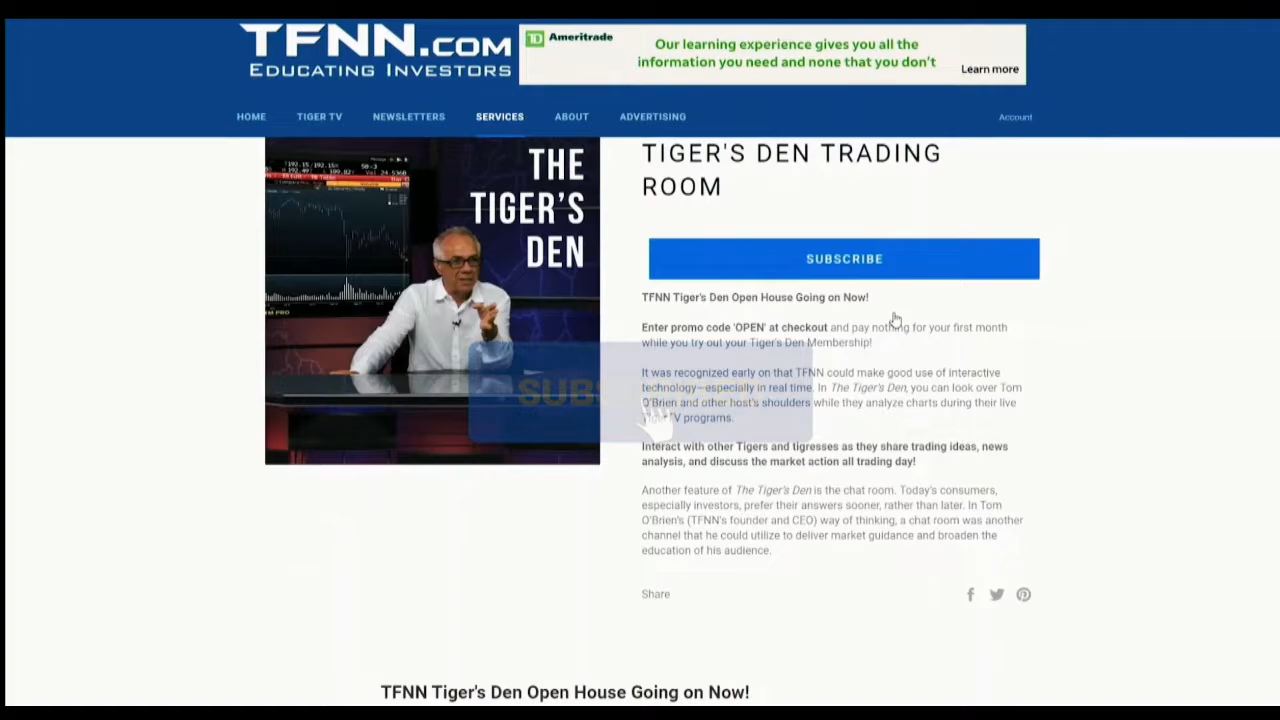 TFNN.COM
EDUCATING INVESTORS
Ameritrade
Our learning experience gives you all the
information you need and none that you don't
Learn more
HOME TIGER TV NEWSLETTERS SERVICES ABOUT ADVERTISING Account
THE
TIGER'S
DEN
TIGER'S DEN TRADING
ROOM
SUBSCRIBE
TFNN Tiger's Den Open House Going on Now!
Enter promo code 'OPEN' at checkout and pay nothing for your first month
while you try out your Tiger's Den Membership!
It was recognized early on that TFNN could make good use of interactive
technology—especially in real time. In The Tiger's Den, you can look over Tom
O'Brien and other host's shoulders while they analyze charts during their live
TV programs.
Interact with other Tigers and tigresses as they share trading ideas, news
analysis, and discuss the market action all trading day!
Another feature of The Tiger's Den is the chat room. Today's consumers,
especially investors, prefer their answers sooner, rather than later. In Tom
O'Brien's (TFNN's founder and CEO) way of thinking, a chat room was another
channel that he could utilize to deliver market guidance and broaden the
education of his audience.
Share
TFNN Tiger's Den Open House Going on Now!